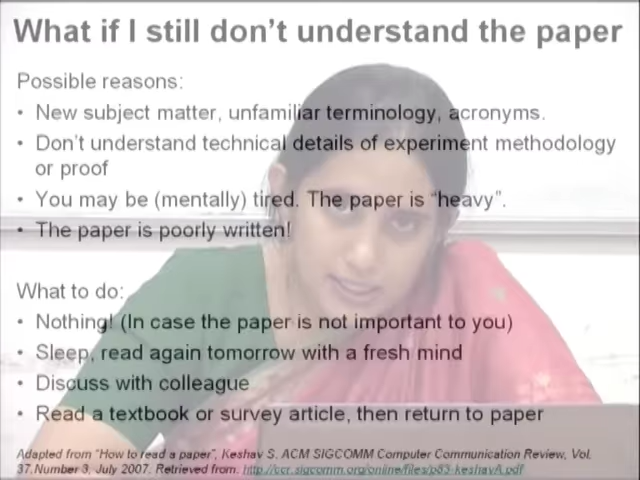 What if I still don't understand the paper
Possible reasons:
• New subject matter, unfamiliar terminology, acronyms.
• Don't understand technical details of experiment methodology
or proof
• You may be (mentally) tired. The paper is "heavy".
• The paper is poorly written!
What to do:
• Nothing! (In case the paper is not important to you)
• Sleep, read again tomorrow with a fresh mind
• Discuss with colleague
• Read a textbook or survey article, then return to paper
Adapted from "How to read a paper", Keshav S. ACM SIGCOMM Computer Communication Review, Vol.
37,Number 3, July 2007. Retrieved from: http://ccr.sigcomm.org/online/files/p83-keshavA.pdf